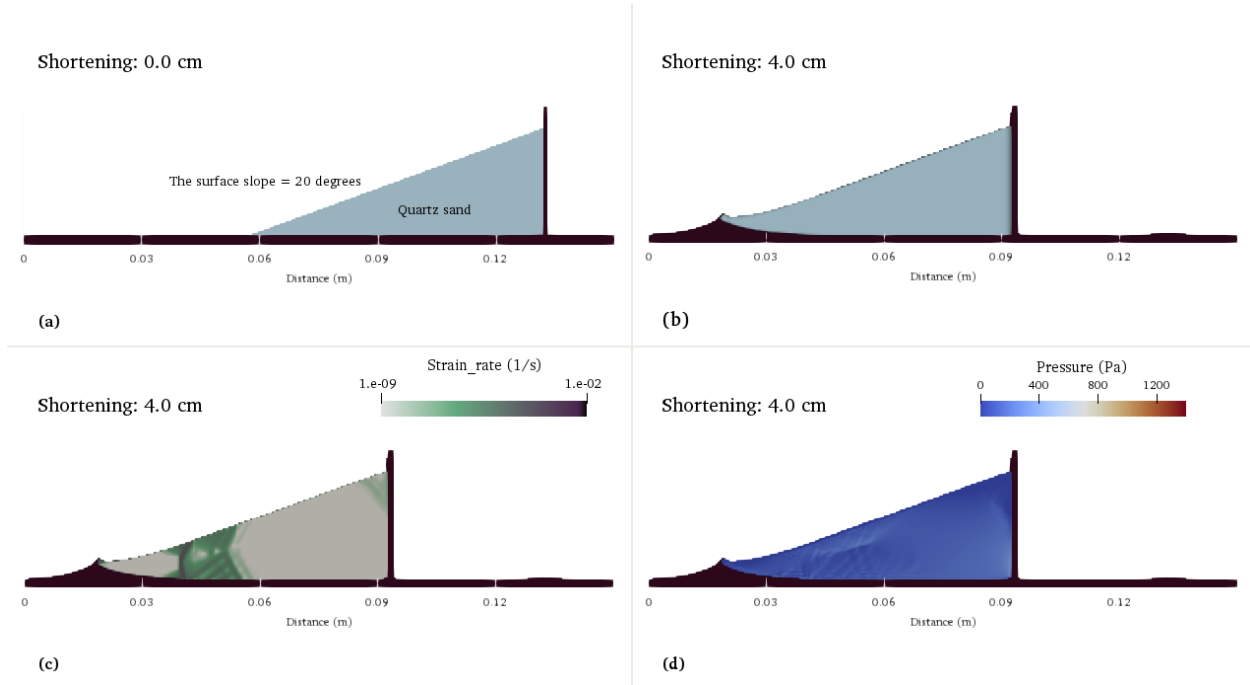 Shortening: 0.0 cm
The surface slope = 20 degrees
Quartz sand
0 0.03 0.06 0.09 0.12
Distance (m)
(a)
Shortening: 4.0 cm
0 0.03 0.06 0.09 0.12
Distance (m)
(b)
Strain_rate (1/s)
1.e-09 1.e-02
Shortening: 4.0 cm
0 0.03 0.06 0.09 0.12
Distance (m)
(c)
Pressure (Pa)
0 400 800 1200
Shortening: 4.0 cm
0 0.03 0.06 0.09 0.12
Distance (m)
(d)